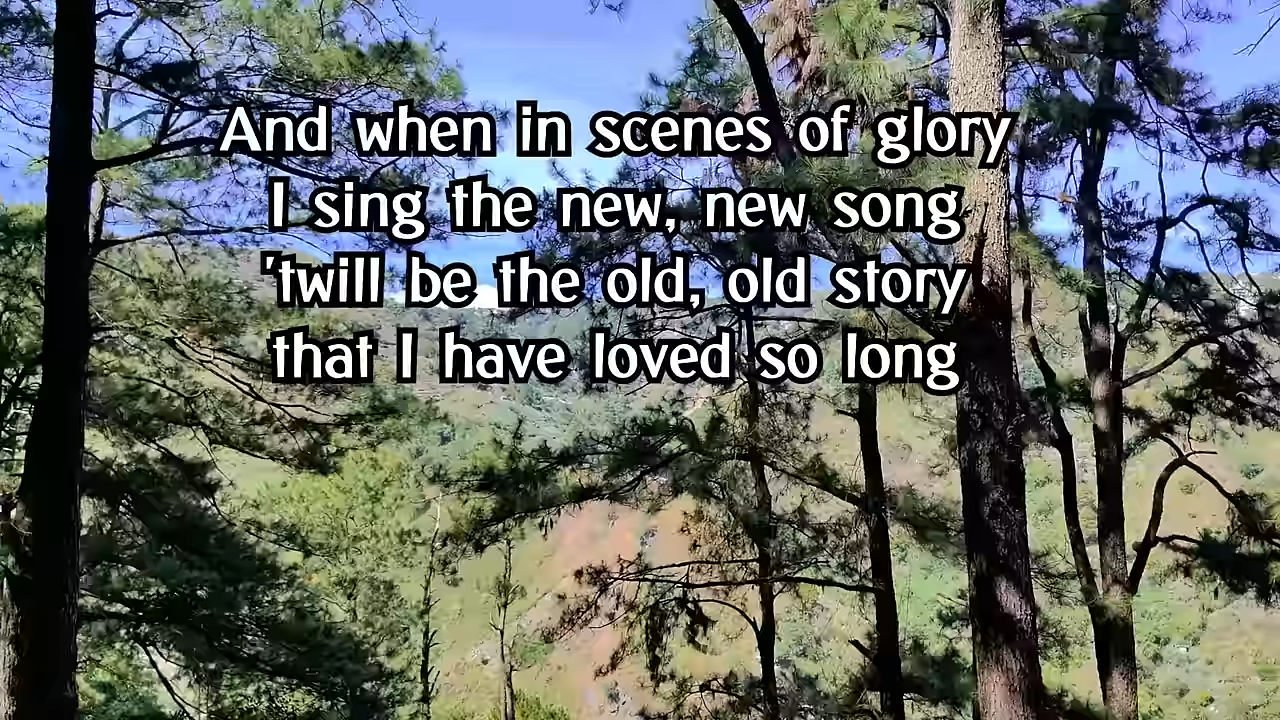 And when in scenes of glory
I sing the new, new song
'twill be the old, old story
that I have loved so long